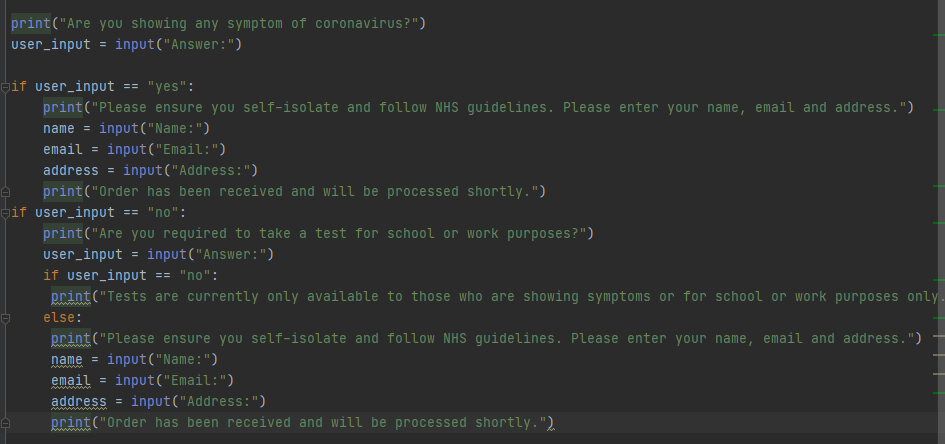 print("Are you showing any symptom of coronavirus?")
user_input = input("Answer:")
if user_input == "yes":
    print("Please ensure you self-isolate and follow NHS guidelines. Please enter your name, email and address.")
    name = input("Name:")
    email = input("Email:")
    address = input("Address:")
    print("Order has been received and will be processed shortly.")
if user_input == "no":
    print("Are you required to take a test for school or work purposes?")
    user_input = input("Answer:")
    if user_input == "no":
     print("Tests are currently only available to those who are showing symptoms or for school or work purposes only.
    else:
     print("Please ensure you self-isolate and follow NHS guidelines. Please enter your name, email and address.")
     name = input("Name:")
     email = input("Email:")
     address = input("Address:")
     print("Order has been received and will be processed shortly.")